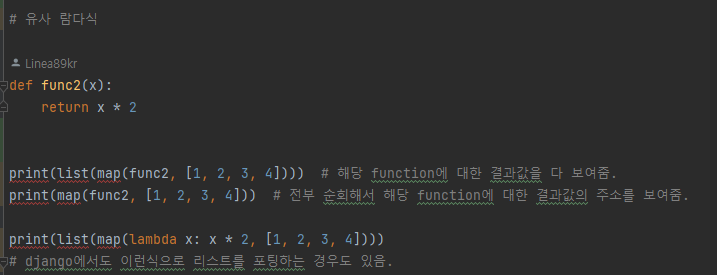 # 유사 람다식
Linea89kr
def func2(x):
    return x * 2
print(list(map(func2, [1, 2, 3, 4])))  # 해당 function에 대한 결과값을 다 보여줌.
print(map(func2, [1, 2, 3, 4]))  # 전부 순회해서 해당 function에 대한 결과값의 주소를 보여줌.
print(list(map(lambda x: x * 2, [1, 2, 3, 4])))
# django에서도 이런식으로 리스트를 포팅하는 경우도 있음.